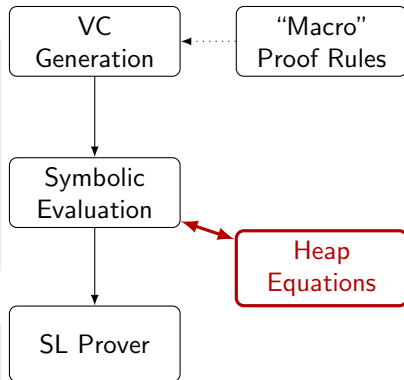 VC
Generation
“Macro”
Proof Rules
Symbolic
Evaluation
Heap
Equations
SL Prover